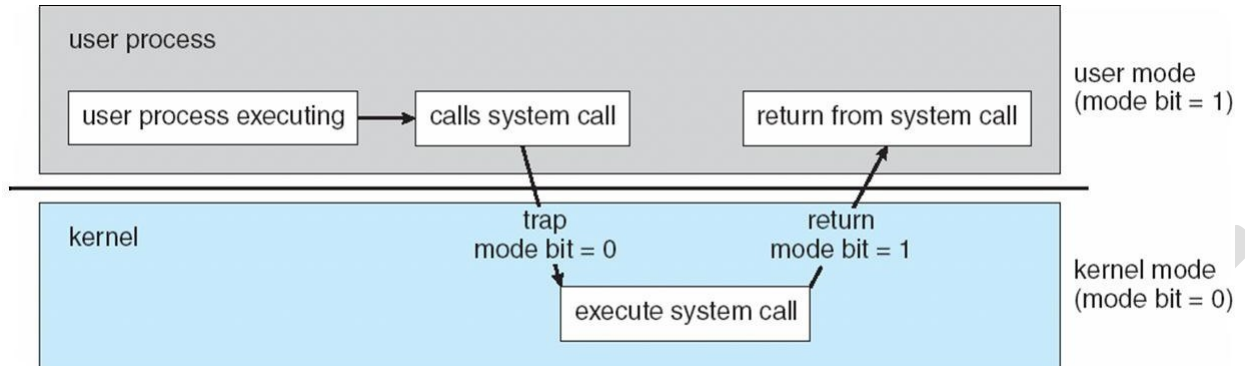 user process
user process executing
calls system call
return from system call
user mode
(mode bit = 1)
trap
mode bit = 0
return
mode bit = 1
kernel
execute system call
kernel mode
(mode bit = 0)